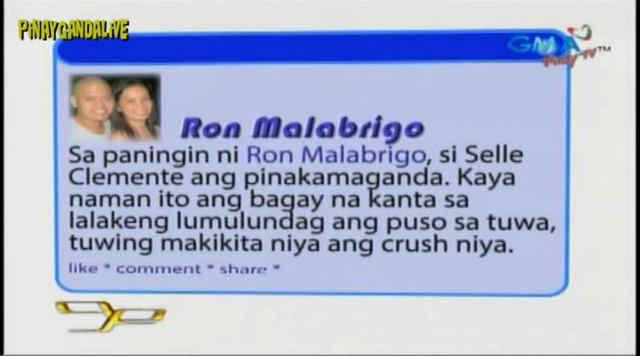 PINAYGANDALIVE
GMA
Pinoy TV™
Ron Malabrigo
Sa paningin ni Ron Malabrigo, si Selle
Clemente ang pinakamaganda. Kaya
naman ito ang bagay na kanta sa
lalakeng lumulundag ang puso sa tuwa,
tuwing makikita niya ang crush niya.
like * comment * share *